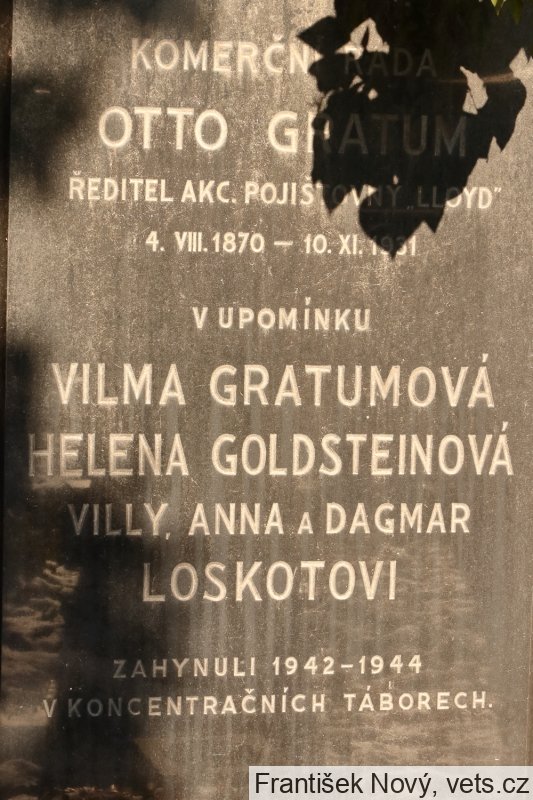 KOMERČNÍ RADA
OTTO GRATUM
ŘEDITEL AKC. POJIŠŤOVNY „LLOYD"
4. VIII. 1870 – 10. XI. 1931
V UPOMÍNKU
VILMA GRATUMOVÁ
HELENA GOLDSTEINOVÁ
VILLY, ANNA A DAGMAR
LOSKOTOVI
ZAHYNULI 1942-1944
V KONCENTRAČNÍCH TÁBORECH.
František Nový, vets.cz